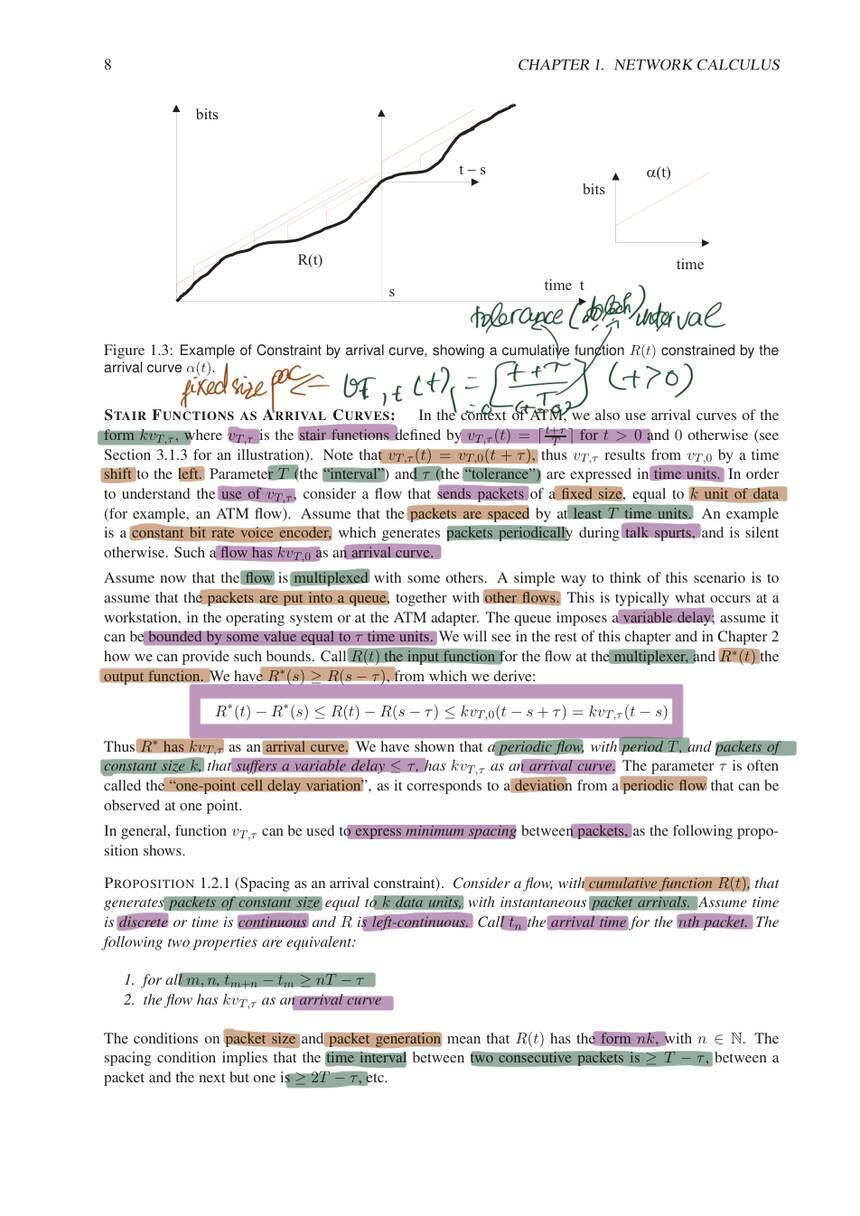 8 CHAPTER 1. NETWORK CALCULUS
bits
t – s
α(t)
bits
R(t)
time
s
time t
tolerance ( ) interval
Figure 1.3: Example of Constraint by arrival curve, showing a cumulative function R(t) constrained by the
arrival curve α(t).
fixed size
(t>0)
STAIR FUNCTIONS AS ARRIVAL CURVES: In the context of ATM, we also use arrival curves of the
form kv_{T,τ}, where v_{T,τ} is the stair functions defined by v_{T,τ}(t) = ⌈(t+τ)/T⌉ for t > 0 and 0 otherwise (see
Section 3.1.3 for an illustration). Note that v_{T,τ}(t) = v_{T,0}(t + τ), thus v_{T,τ} results from v_{T,0} by a time
shift to the left. Parameter T (the “interval”) and τ (the “tolerance”) are expressed in time units. In order
to understand the use of v_{T,τ}, consider a flow that sends packets of a fixed size, equal to k unit of data
(for example, an ATM flow). Assume that the packets are spaced by at least T time units. An example
is a constant bit rate voice encoder, which generates packets periodically during talk spurts, and is silent
otherwise. Such a flow has kv_{T,0} as an arrival curve.
Assume now that the flow is multiplexed with some others. A simple way to think of this scenario is to
assume that the packets are put into a queue, together with other flows. This is typically what occurs at a
workstation, in the operating system or at the ATM adapter. The queue imposes a variable delay; assume it
can be bounded by some value equal to τ time units. We will see in the rest of this chapter and in Chapter 2
how we can provide such bounds. Call R(t) the input function for the flow at the multiplexer, and R*(t) the
output function. We have R*(s) ≥ R(s − τ), from which we derive:
R*(t) − R*(s) ≤ R(t) − R(s − τ) ≤ kv_{T,0}(t − s + τ) = kv_{T,τ}(t − s)
Thus R* has kv_{T,τ} as an arrival curve. We have shown that a periodic flow, with period T, and packets of
constant size k, that suffers a variable delay ≤ τ, has kv_{T,τ} as an arrival curve. The parameter τ is often
called the “one-point cell delay variation”, as it corresponds to a deviation from a periodic flow that can be
observed at one point.
In general, function v_{T,τ} can be used to express minimum spacing between packets, as the following propo-
sition shows.
PROPOSITION 1.2.1 (Spacing as an arrival constraint). Consider a flow, with cumulative function R(t), that
generates packets of constant size equal to k data units, with instantaneous packet arrivals. Assume time
is discrete or time is continuous and R is left-continuous. Call t_n the arrival time for the nth packet. The
following two properties are equivalent:
1. for all m, n, t_{m+n} − t_m ≥ nT − τ
2. the flow has kv_{T,τ} as an arrival curve
The conditions on packet size and packet generation mean that R(t) has the form nk, with n ∈ ℕ. The
spacing condition implies that the time interval between two consecutive packets is ≥ T − τ, between a
packet and the next but one is ≥ 2T − τ, etc.